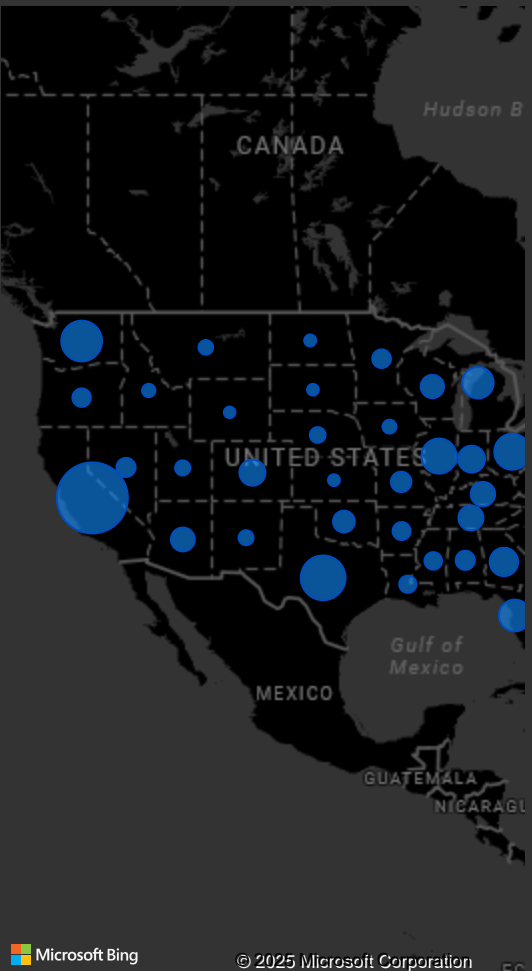 Hudson B
CANADA
UNITED STATES
Gulf of
Mexico
MEXICO
GUATEMALA
NICARAGU
Microsoft Bing
© 2025 Microsoft Corporation